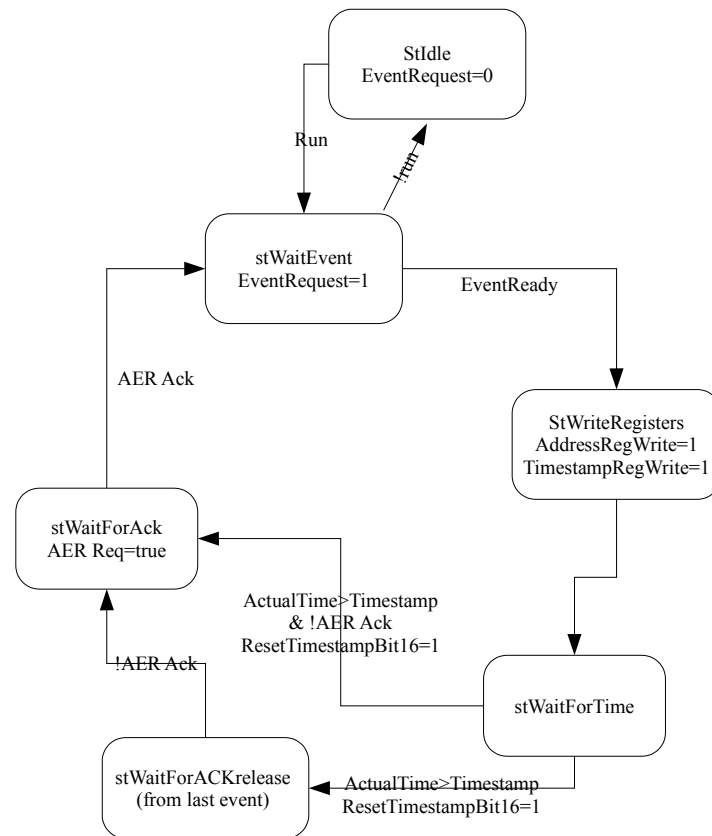 StIdle
EventRequest=0
Run
!run
stWaitEvent
EventRequest=1
EventReady
AER Ack
StWriteRegisters
AddressRegWrite=1
TimestampRegWrite=1
stWaitForAck
AER Req=true
ActualTime>Timestamp
& !AER Ack
ResetTimestampBit16=1
!AER Ack
stWaitForTime
stWaitForACKrelease
(from last event)
ActualTime>Timestamp
ResetTimestampBit16=1